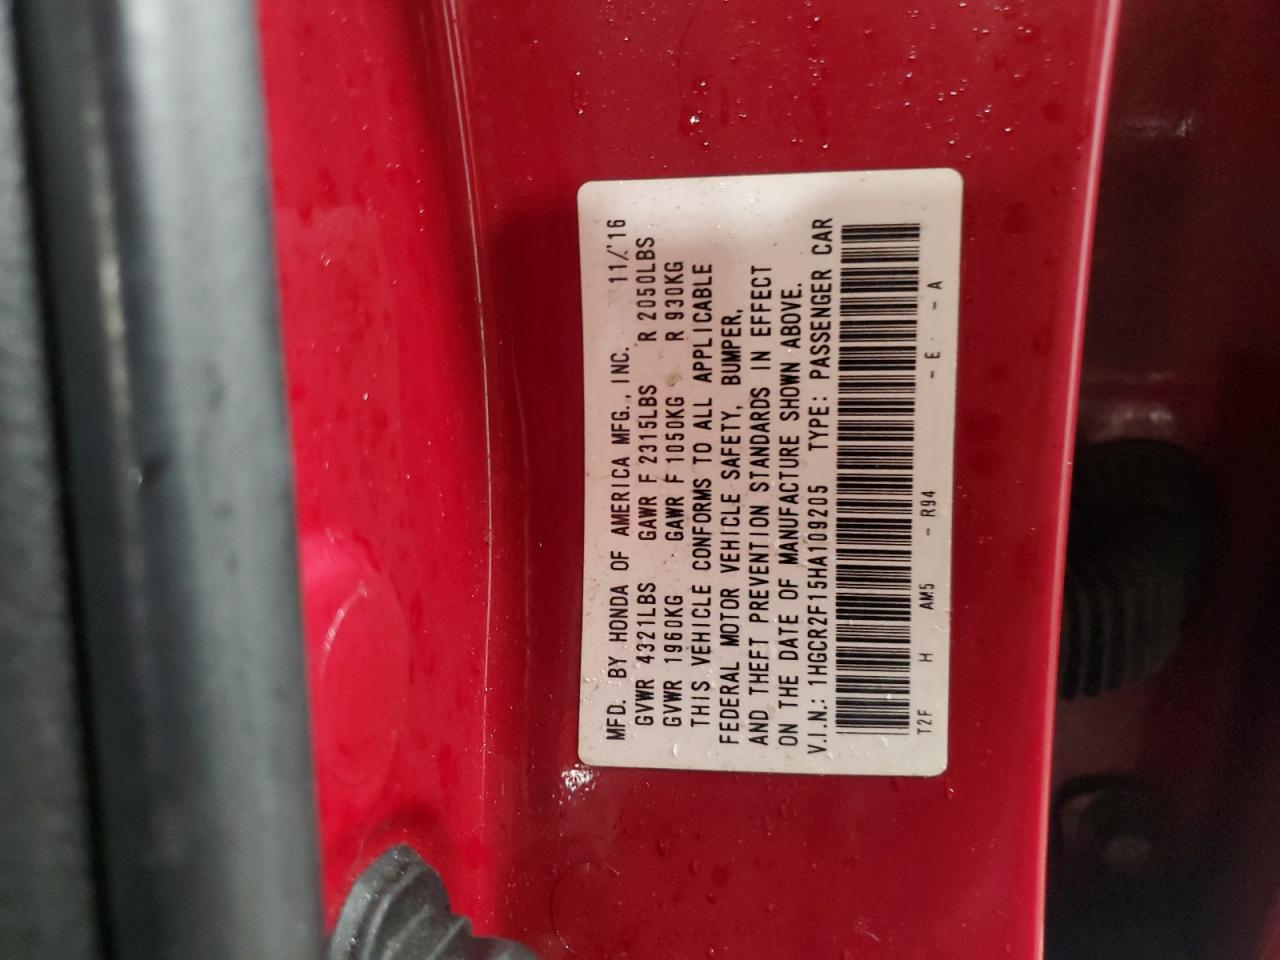 MFD. BY HONDA OF AMERICA MFG., INC. 11/'16
GVWR 4321LBS GAWR F 2315LBS R 2050LBS
GVWR 1960KG GAWR F 1050KG R 930KG
THIS VEHICLE CONFORMS TO ALL APPLICABLE
FEDERAL MOTOR VEHICLE SAFETY, BUMPER,
AND THEFT PREVENTION STANDARDS IN EFFECT
ON THE DATE OF MANUFACTURE SHOWN ABOVE.
V.I.N.: 1HGCR2F15HA109205 TYPE: PASSENGER CAR
T2F H AM5 - R94 - E - A